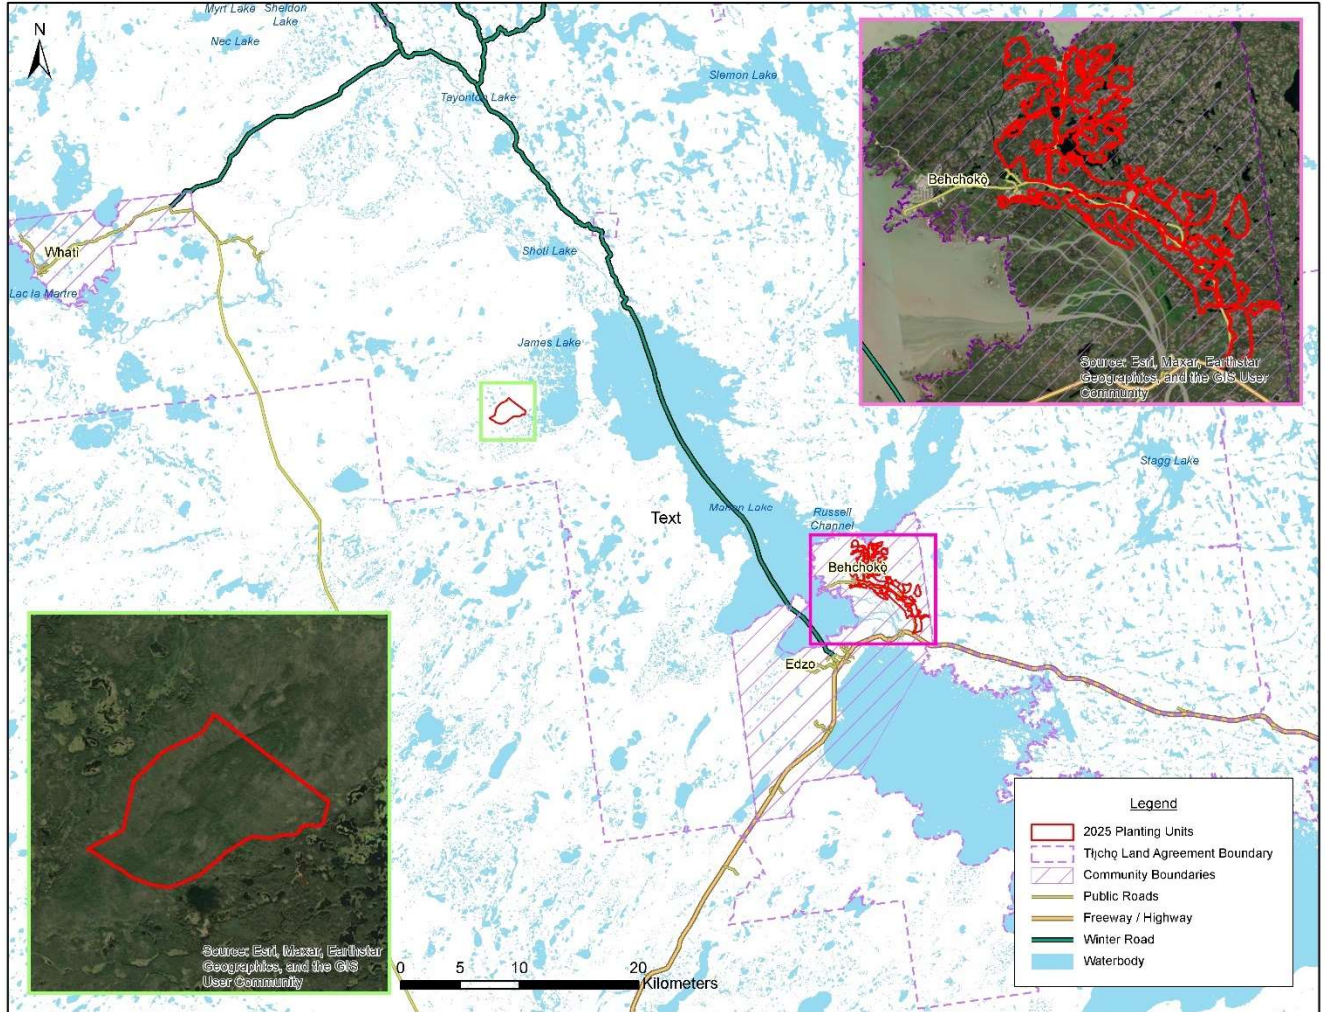 Myrt Lake
Sheldon
Lake
N
Nec Lake
Slemon Lake
Tayonton Lake
Behchokǫ̀
Source: Esri, Maxar, Earthstar
Geographics, and the GIS User
Community
Whatì
Shoti Lake
Lac la Martre
James Lake
Stagg Lake
Text
Marian Lake
Russell
Channel
Behchokǫ̀
Edzo
Source: Esri, Maxar, Earthstar
Geographics, and the GIS
User Community
0 5 10 20
Kilometers
Legend
2025 Planting Units
Tłı̨chǫ Land Agreement Boundary
Community Boundaries
Public Roads
Freeway / Highway
Winter Road
Waterbody